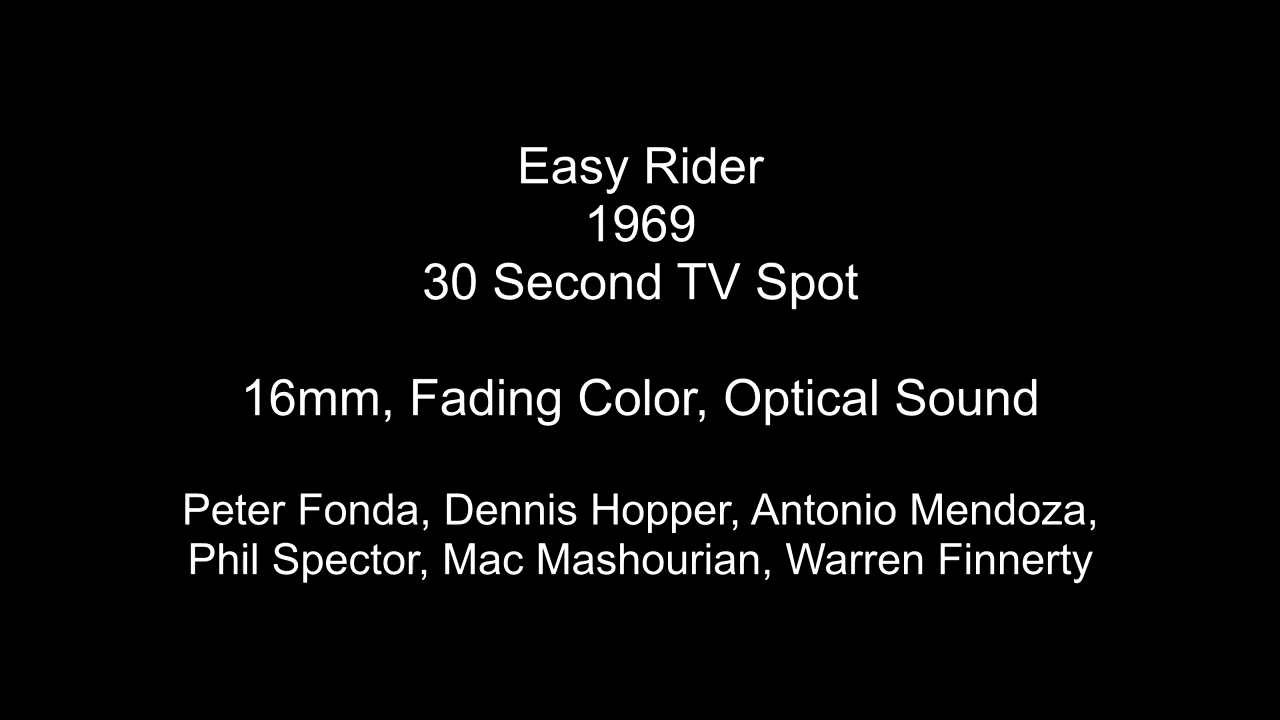 Easy Rider
1969
30 Second TV Spot
16mm, Fading Color, Optical Sound
Peter Fonda, Dennis Hopper, Antonio Mendoza,
Phil Spector, Mac Mashourian, Warren Finnerty